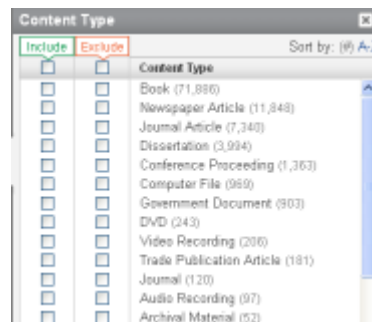 Content Type
Include Exclude Sort by: (#) A-
Content Type
Book (71,886)
Newspaper Article (11,848)
Journal Article (7,340)
Dissertation (3,994)
Conference Proceeding (1,363)
Computer File (969)
Government Document (903)
DVD (243)
Video Recording (206)
Trade Publication Article (181)
Journal (120)
Audio Recording (97)
Archival Material (52)